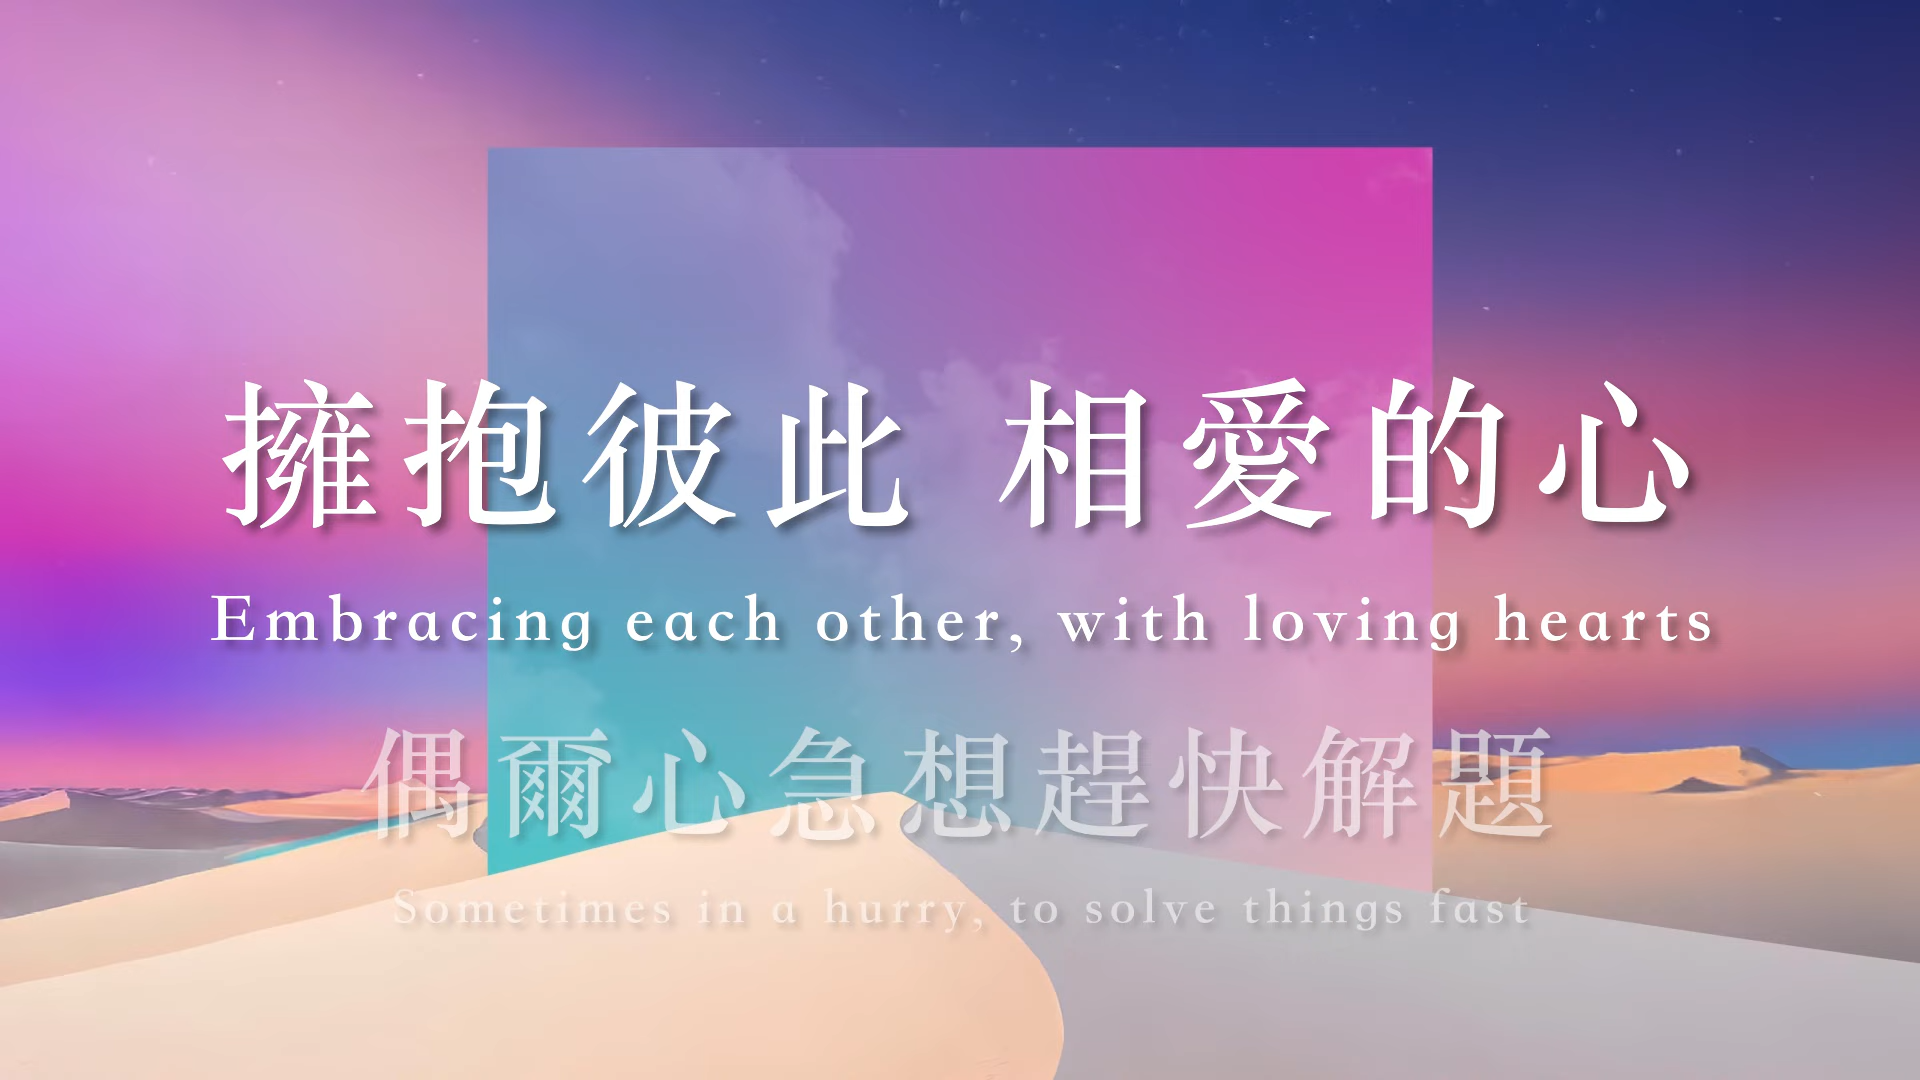 擁抱彼此 相愛的心
Embracing each other, with loving hearts
偶爾心急想趕快解題
Sometimes in a hurry, to solve things fast